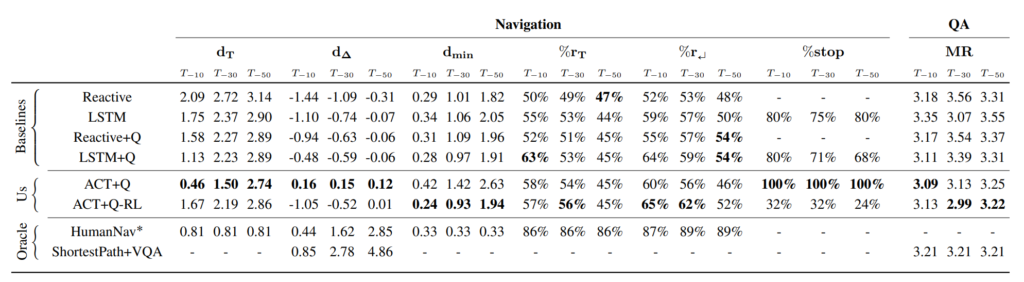 Navigation QA
d_T d_Δ d_min %r_T %r_↵ %stop MR
T_−10 T_−30 T_−50 T_−10 T_−30 T_−50 T_−10 T_−30 T_−50 T_−10 T_−30 T_−50 T_−10 T_−30 T_−50 T_−10 T_−30 T_−50 T_−10 T_−30 T_−50
Baselines
Reactive 2.09 2.72 3.14 -1.44 -1.09 -0.31 0.29 1.01 1.82 50% 49% 47% 52% 53% 48% - - - 3.18 3.56 3.31
LSTM 1.75 2.37 2.90 -1.10 -0.74 -0.07 0.34 1.06 2.05 55% 53% 44% 59% 57% 50% 80% 75% 80% 3.35 3.07 3.55
Reactive+Q 1.58 2.27 2.89 -0.94 -0.63 -0.06 0.31 1.09 1.96 52% 51% 45% 55% 57% 54% - - - 3.17 3.54 3.37
LSTM+Q 1.13 2.23 2.89 -0.48 -0.59 -0.06 0.28 0.97 1.91 63% 53% 45% 64% 59% 54% 80% 71% 68% 3.11 3.39 3.31
Us
ACT+Q 0.46 1.50 2.74 0.16 0.15 0.12 0.42 1.42 2.63 58% 54% 45% 60% 56% 46% 100% 100% 100% 3.09 3.13 3.25
ACT+Q-RL 1.67 2.19 2.86 -1.05 -0.52 0.01 0.24 0.93 1.94 57% 56% 45% 65% 62% 52% 32% 32% 24% 3.13 2.99 3.22
Oracle
HumanNav* 0.81 0.81 0.81 0.44 1.62 2.85 0.33 0.33 0.33 86% 86% 86% 87% 89% 89% - - - - - -
ShortestPath+VQA - - - 0.85 2.78 4.86 - - - - - - - - - - - - 3.21 3.21 3.21